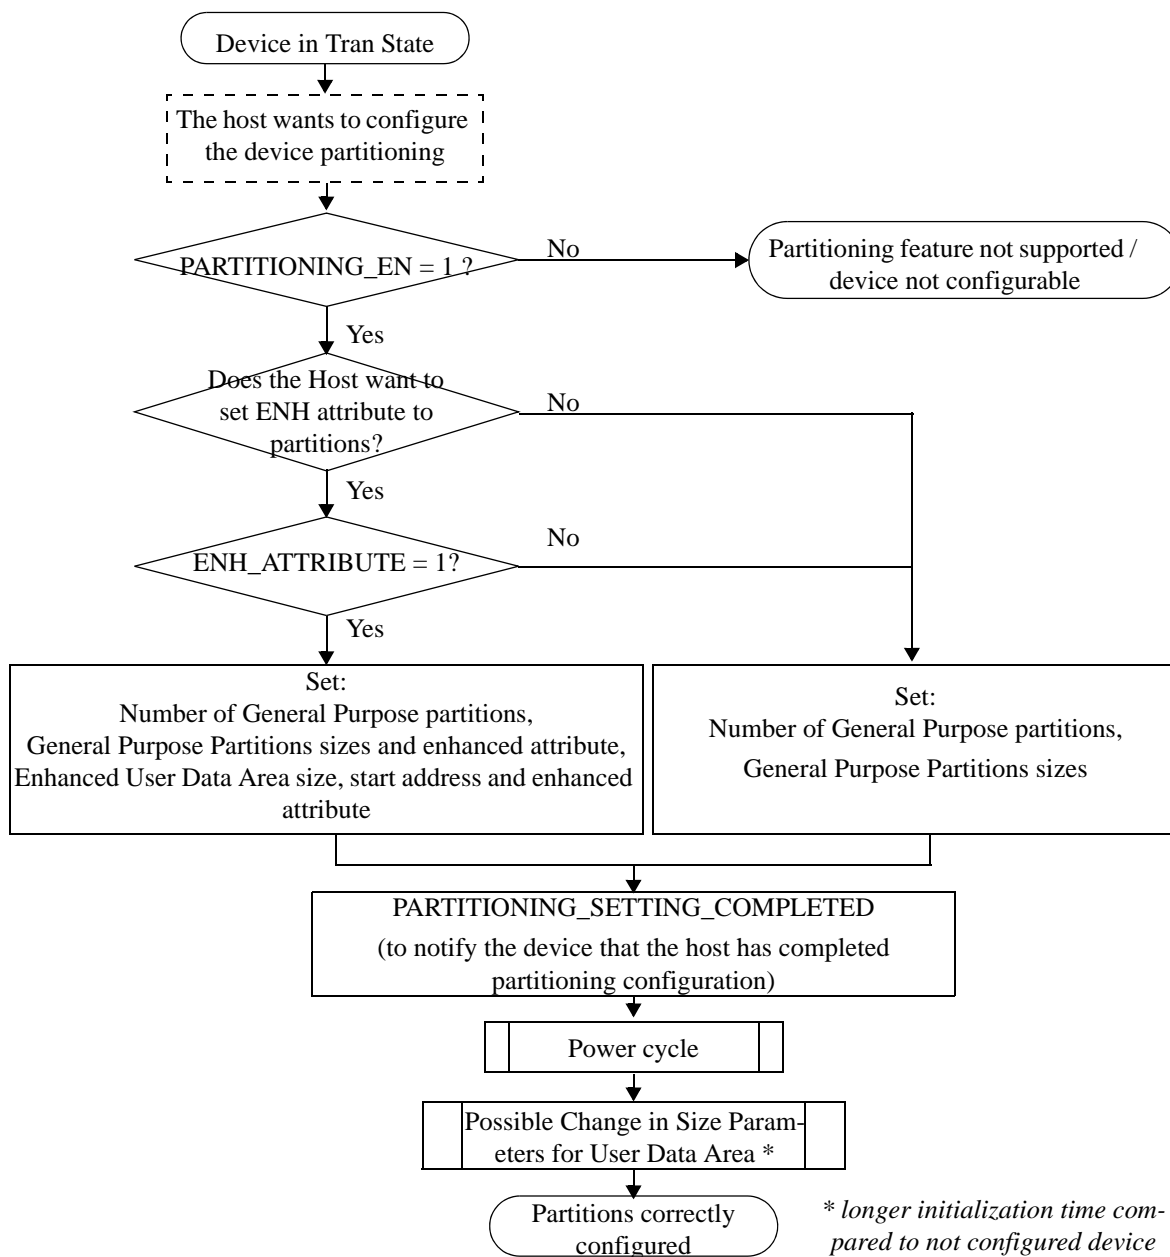 Device in Tran State
The host wants to configure
the device partitioning
PARTITIONING_EN = 1 ?
No
Partitioning feature not supported /
device not configurable
Yes
Does the Host want to
set ENH attribute to
partitions?
No
Yes
ENH_ATTRIBUTE = 1?
No
Yes
Set:
Number of General Purpose partitions,
General Purpose Partitions sizes and enhanced attribute,
Enhanced User Data Area size, start address and enhanced
attribute
Set:
Number of General Purpose partitions,
General Purpose Partitions sizes
PARTITIONING_SETTING_COMPLETED
(to notify the device that the host has completed
partitioning configuration)
Power cycle
Possible Change in Size Param-
eters for User Data Area *
Partitions correctly
configured
* longer initialization time com-
pared to not configured device